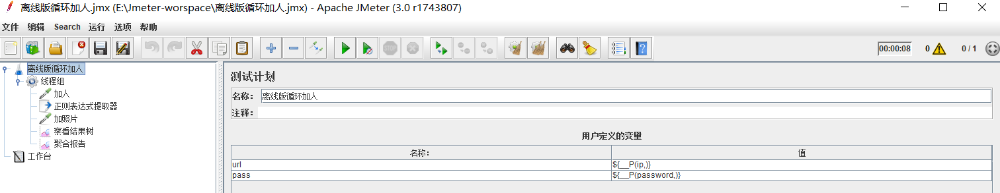 离线版循环加人.jmx (E:\Jmeter-worspace\离线版循环加人.jmx) - Apache JMeter (3.0 r1743807)
文件 编辑 Search 运行 选项 帮助
STOP
00:00:08 0 0 / 1
离线版循环加人
线程组
加人
正则表达式提取器
加照片
察看结果树
聚合报告
工作台
测试计划
名称： 离线版循环加人
注释：
用户定义的变量
名称： 值
url ${__P(ip,)}
pass ${__P(password,)}